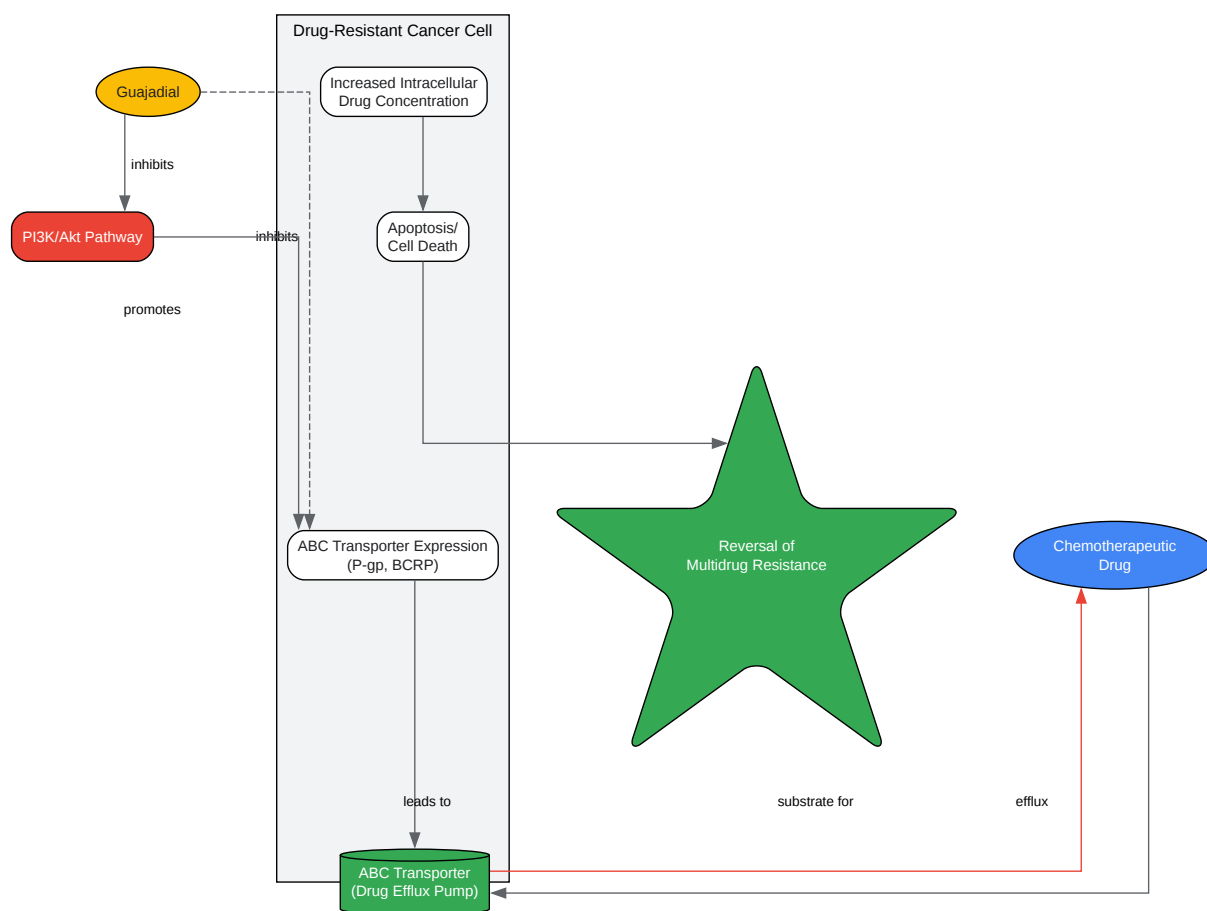 Drug-Resistant Cancer Cell
Guajadial
Increased Intracellular
Drug Concentration
inhibits
PI3K/Akt Pathway
inhibits
Apoptosis/
Cell Death
promotes
ABC Transporter Expression
(P-gp, BCRP)
Reversal of
Multidrug Resistance
Chemotherapeutic
Drug
leads to
substrate for
efflux
ABC Transporter
(Drug Efflux Pump)